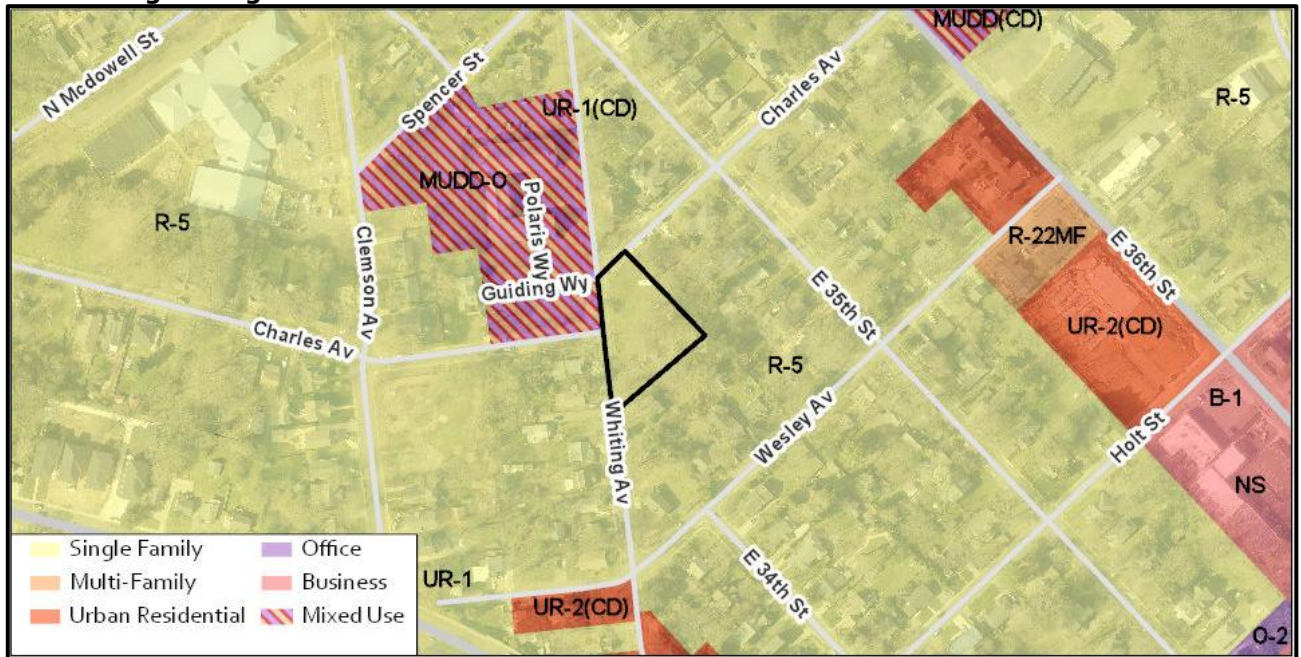 MUDD(CD)
N Mcdowell St
Spencer St
Charles Av
R-5
UR-1(CD)
MUDD-O
Polaris Wy
R-5
Clemson Av
R-22MF
E 36th St
Guiding Wy
E 35th St
UR-2(CD)
Charles Av
R-5
Wesley Av
B-1
Holt St
Whiting Av
NS
Single Family
Office
Multi-Family
Business
Urban Residential
Mixed Use
UR-1
UR-2(CD)
E 34th St
O-2